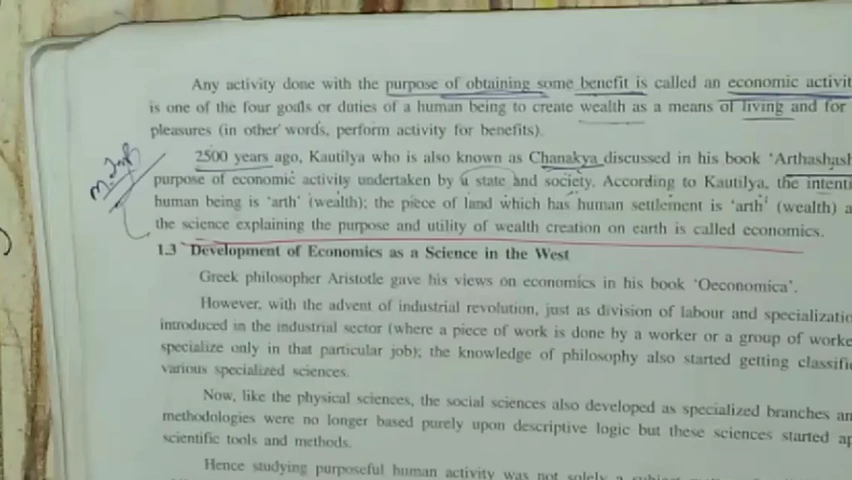 Any activity done with the purpose of obtaining some benefit is called an economic activit
is one of the four goals or duties of a human being to create wealth as a means of living and for
pleasures (in other words, perform activity for benefits).
2500 years ago, Kautilya who is also known as Chanakya discussed in his book 'Arthashash
purpose of economic activity undertaken by a state and society. According to Kautilya, the intenti
human being is 'arth' (wealth); the piece of land which has human settlement is 'arth' (wealth) a
the science explaining the purpose and utility of wealth creation on earth is called economics.
1.3 Development of Economics as a Science in the West
Greek philosopher Aristotle gave his views on economics in his book 'Oeconomica'.
However, with the advent of industrial revolution, just as division of labour and specializatio
introduced in the industrial sector (where a piece of work is done by a worker or a group of worke
specialize only in that particular job); the knowledge of philosophy also started getting classifi
various specialized sciences.
Now, like the physical sciences, the social sciences also developed as specialized branches an
methodologies were no longer based purely upon descriptive logic but these sciences started ap
scientific tools and methods.
Hence studying purposeful human activity was not solely a